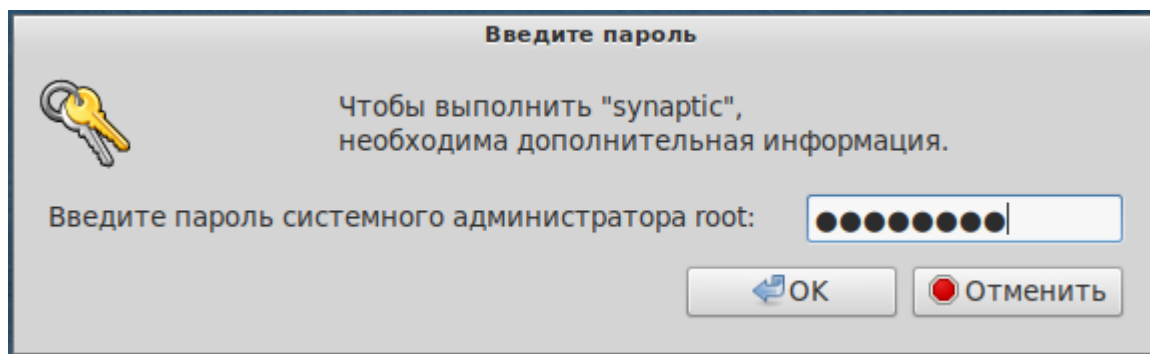 Введите пароль
Чтобы выполнить "synaptic",
необходима дополнительная информация.
Введите пароль системного администратора root: ●●●●●●●●
OK Отменить